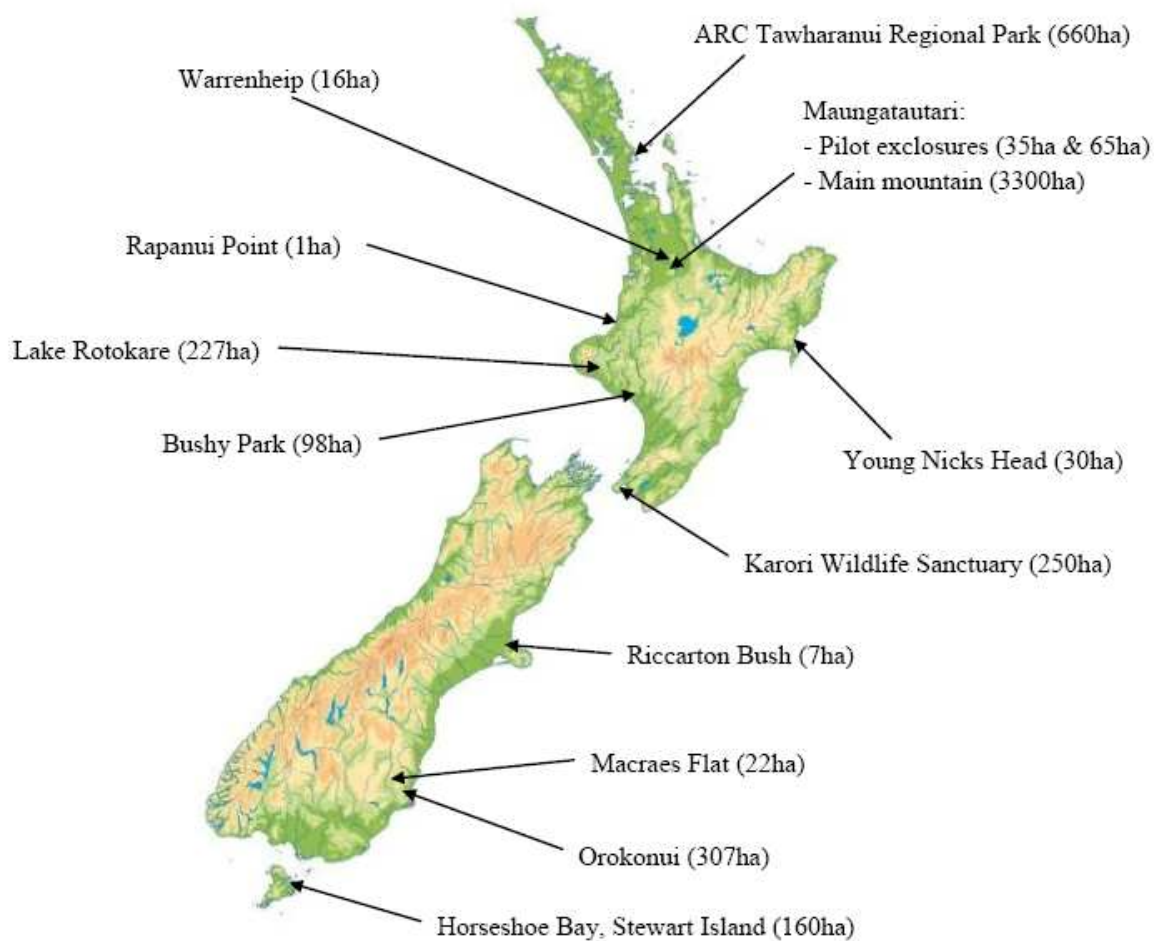 ARC Tawharanui Regional Park (660ha)
Warrenheip (16ha)
Maungatautari:
- Pilot exclosures (35ha & 65ha)
- Main mountain (3300ha)
Rapanui Point (1ha)
Lake Rotokare (227ha)
Bushy Park (98ha)
Young Nicks Head (30ha)
Karori Wildlife Sanctuary (250ha)
Riccarton Bush (7ha)
Macraes Flat (22ha)
Orokonui (307ha)
Horseshoe Bay, Stewart Island (160ha)